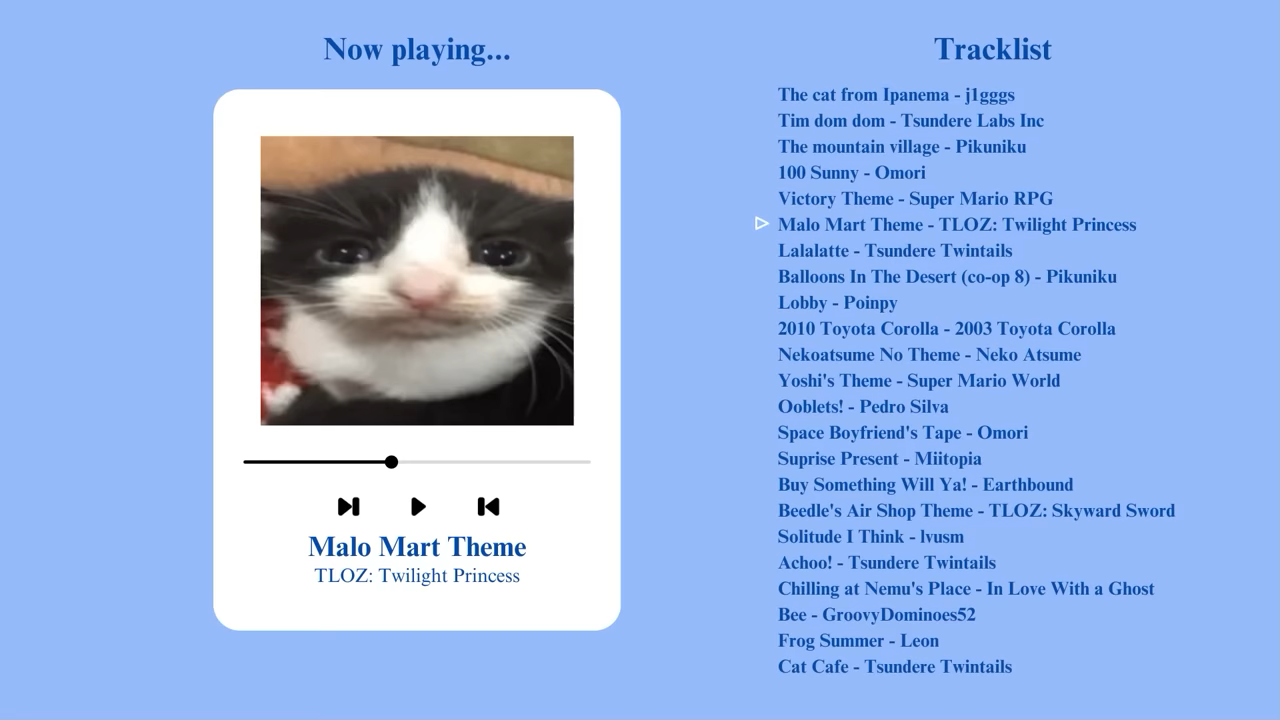 Now playing...
Malo Mart Theme
TLOZ: Twilight Princess
Tracklist
The cat from Ipanema - j1gggs
Tim dom dom - Tsundere Labs Inc
The mountain village - Pikuniku
100 Sunny - Omori
Victory Theme - Super Mario RPG
Malo Mart Theme - TLOZ: Twilight Princess
Lalalatte - Tsundere Twintails
Balloons In The Desert (co-op 8) - Pikuniku
Lobby - Poinpy
2010 Toyota Corolla - 2003 Toyota Corolla
Nekoatsume No Theme - Neko Atsume
Yoshi's Theme - Super Mario World
Ooblets! - Pedro Silva
Space Boyfriend's Tape - Omori
Suprise Present - Miitopia
Buy Something Will Ya! - Earthbound
Beedle's Air Shop Theme - TLOZ: Skyward Sword
Solitude I Think - lvusm
Achoo! - Tsundere Twintails
Chilling at Nemu's Place - In Love With a Ghost
Bee - GroovyDominoes52
Frog Summer - Leon
Cat Cafe - Tsundere Twintails